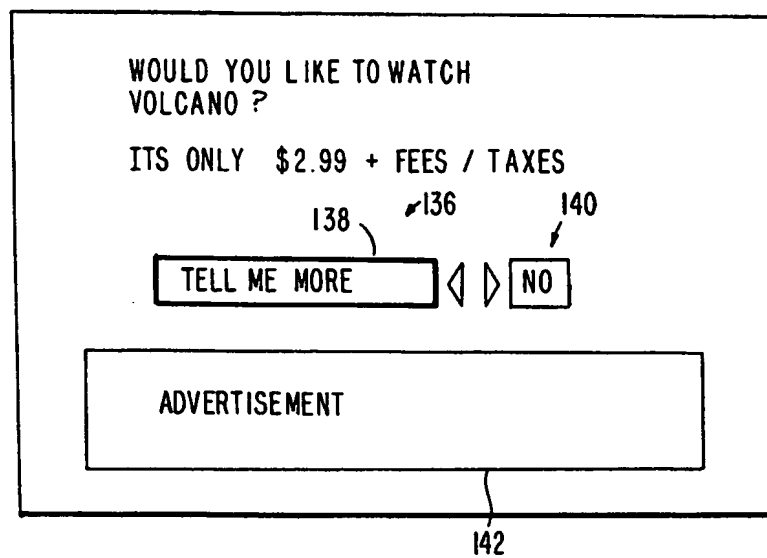 WOULD YOU LIKE TO WATCH
VOLCANO ?
ITS ONLY $2.99 + FEES / TAXES
136
138
140
TELL ME MORE
NO
ADVERTISEMENT
142